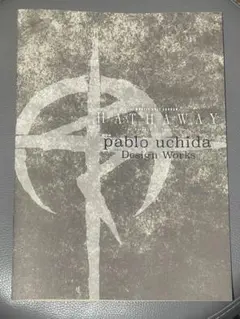 HATHAWAY
pablo uchida
Design Works